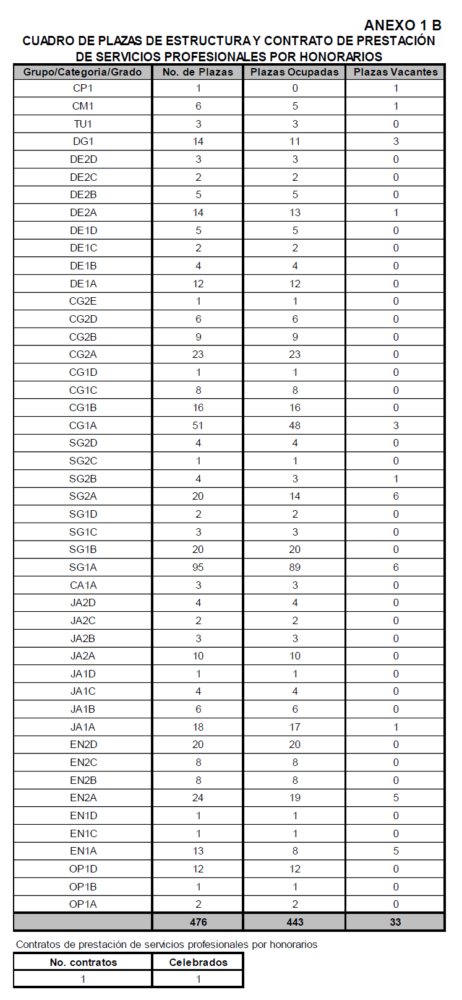 ANEXO 1 B
CUADRO DE PLAZAS DE ESTRUCTURA Y CONTRATO DE PRESTACIÓN
DE SERVICIOS PROFESIONALES POR HONORARIOS
Grupo/Categoria/Grado No. de Plazas Plazas Ocupadas Plazas Vacantes
CP1 1 0 1
CM1 6 5 1
TU1 3 3 0
DG1 14 11 3
DE2D 3 3 0
DE2C 2 2 0
DE2B 5 5 0
DE2A 14 13 1
DE1D 5 5 0
DE1C 2 2 0
DE1B 4 4 0
DE1A 12 12 0
CG2E 1 1 0
CG2D 6 6 0
CG2B 9 9 0
CG2A 23 23 0
CG1D 1 1 0
CG1C 8 8 0
CG1B 16 16 0
CG1A 51 48 3
SG2D 4 4 0
SG2C 1 1 0
SG2B 4 3 1
SG2A 20 14 6
SG1D 2 2 0
SG1C 3 3 0
SG1B 20 20 0
SG1A 95 89 6
CA1A 3 3 0
JA2D 4 4 0
JA2C 2 2 0
JA2B 3 3 0
JA2A 10 10 0
JA1D 1 1 0
JA1C 4 4 0
JA1B 6 6 0
JA1A 18 17 1
EN2D 20 20 0
EN2C 8 8 0
EN2B 8 8 0
EN2A 24 19 5
EN1D 1 1 0
EN1C 1 1 0
EN1A 13 8 5
OP1D 12 12 0
OP1B 1 1 0
OP1A 2 2 0
476 443 33
Contratos de prestación de servicios profesionales por honorarios
No. contratos Celebrados
1 1